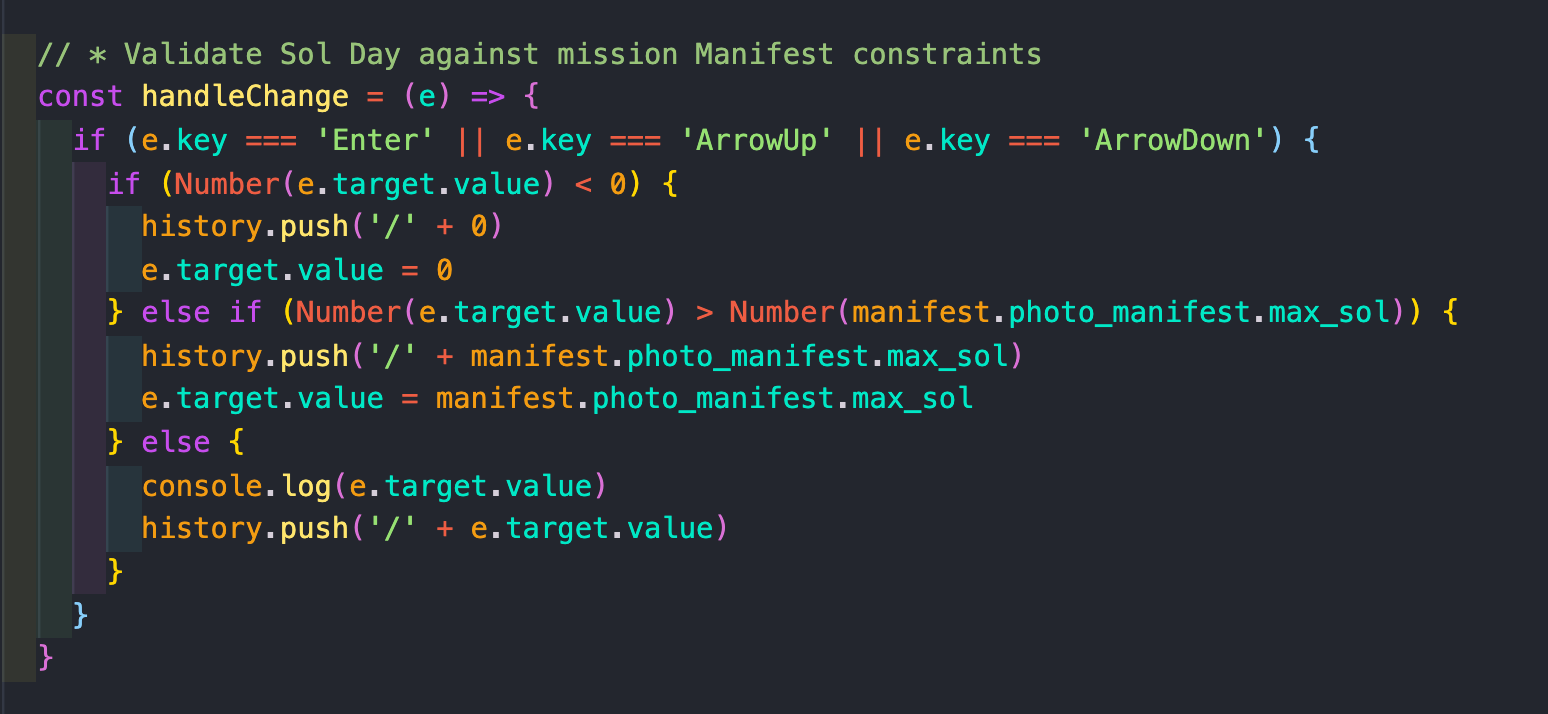 // * Validate Sol Day against mission Manifest constraints
const handleChange = (e) => {
  if (e.key === 'Enter' || e.key === 'ArrowUp' || e.key === 'ArrowDown') {
    if (Number(e.target.value) < 0) {
      history.push('/' + 0)
      e.target.value = 0
    } else if (Number(e.target.value) > Number(manifest.photo_manifest.max_sol)) {
      history.push('/' + manifest.photo_manifest.max_sol)
      e.target.value = manifest.photo_manifest.max_sol
    } else {
      console.log(e.target.value)
      history.push('/' + e.target.value)
    }
  }
}